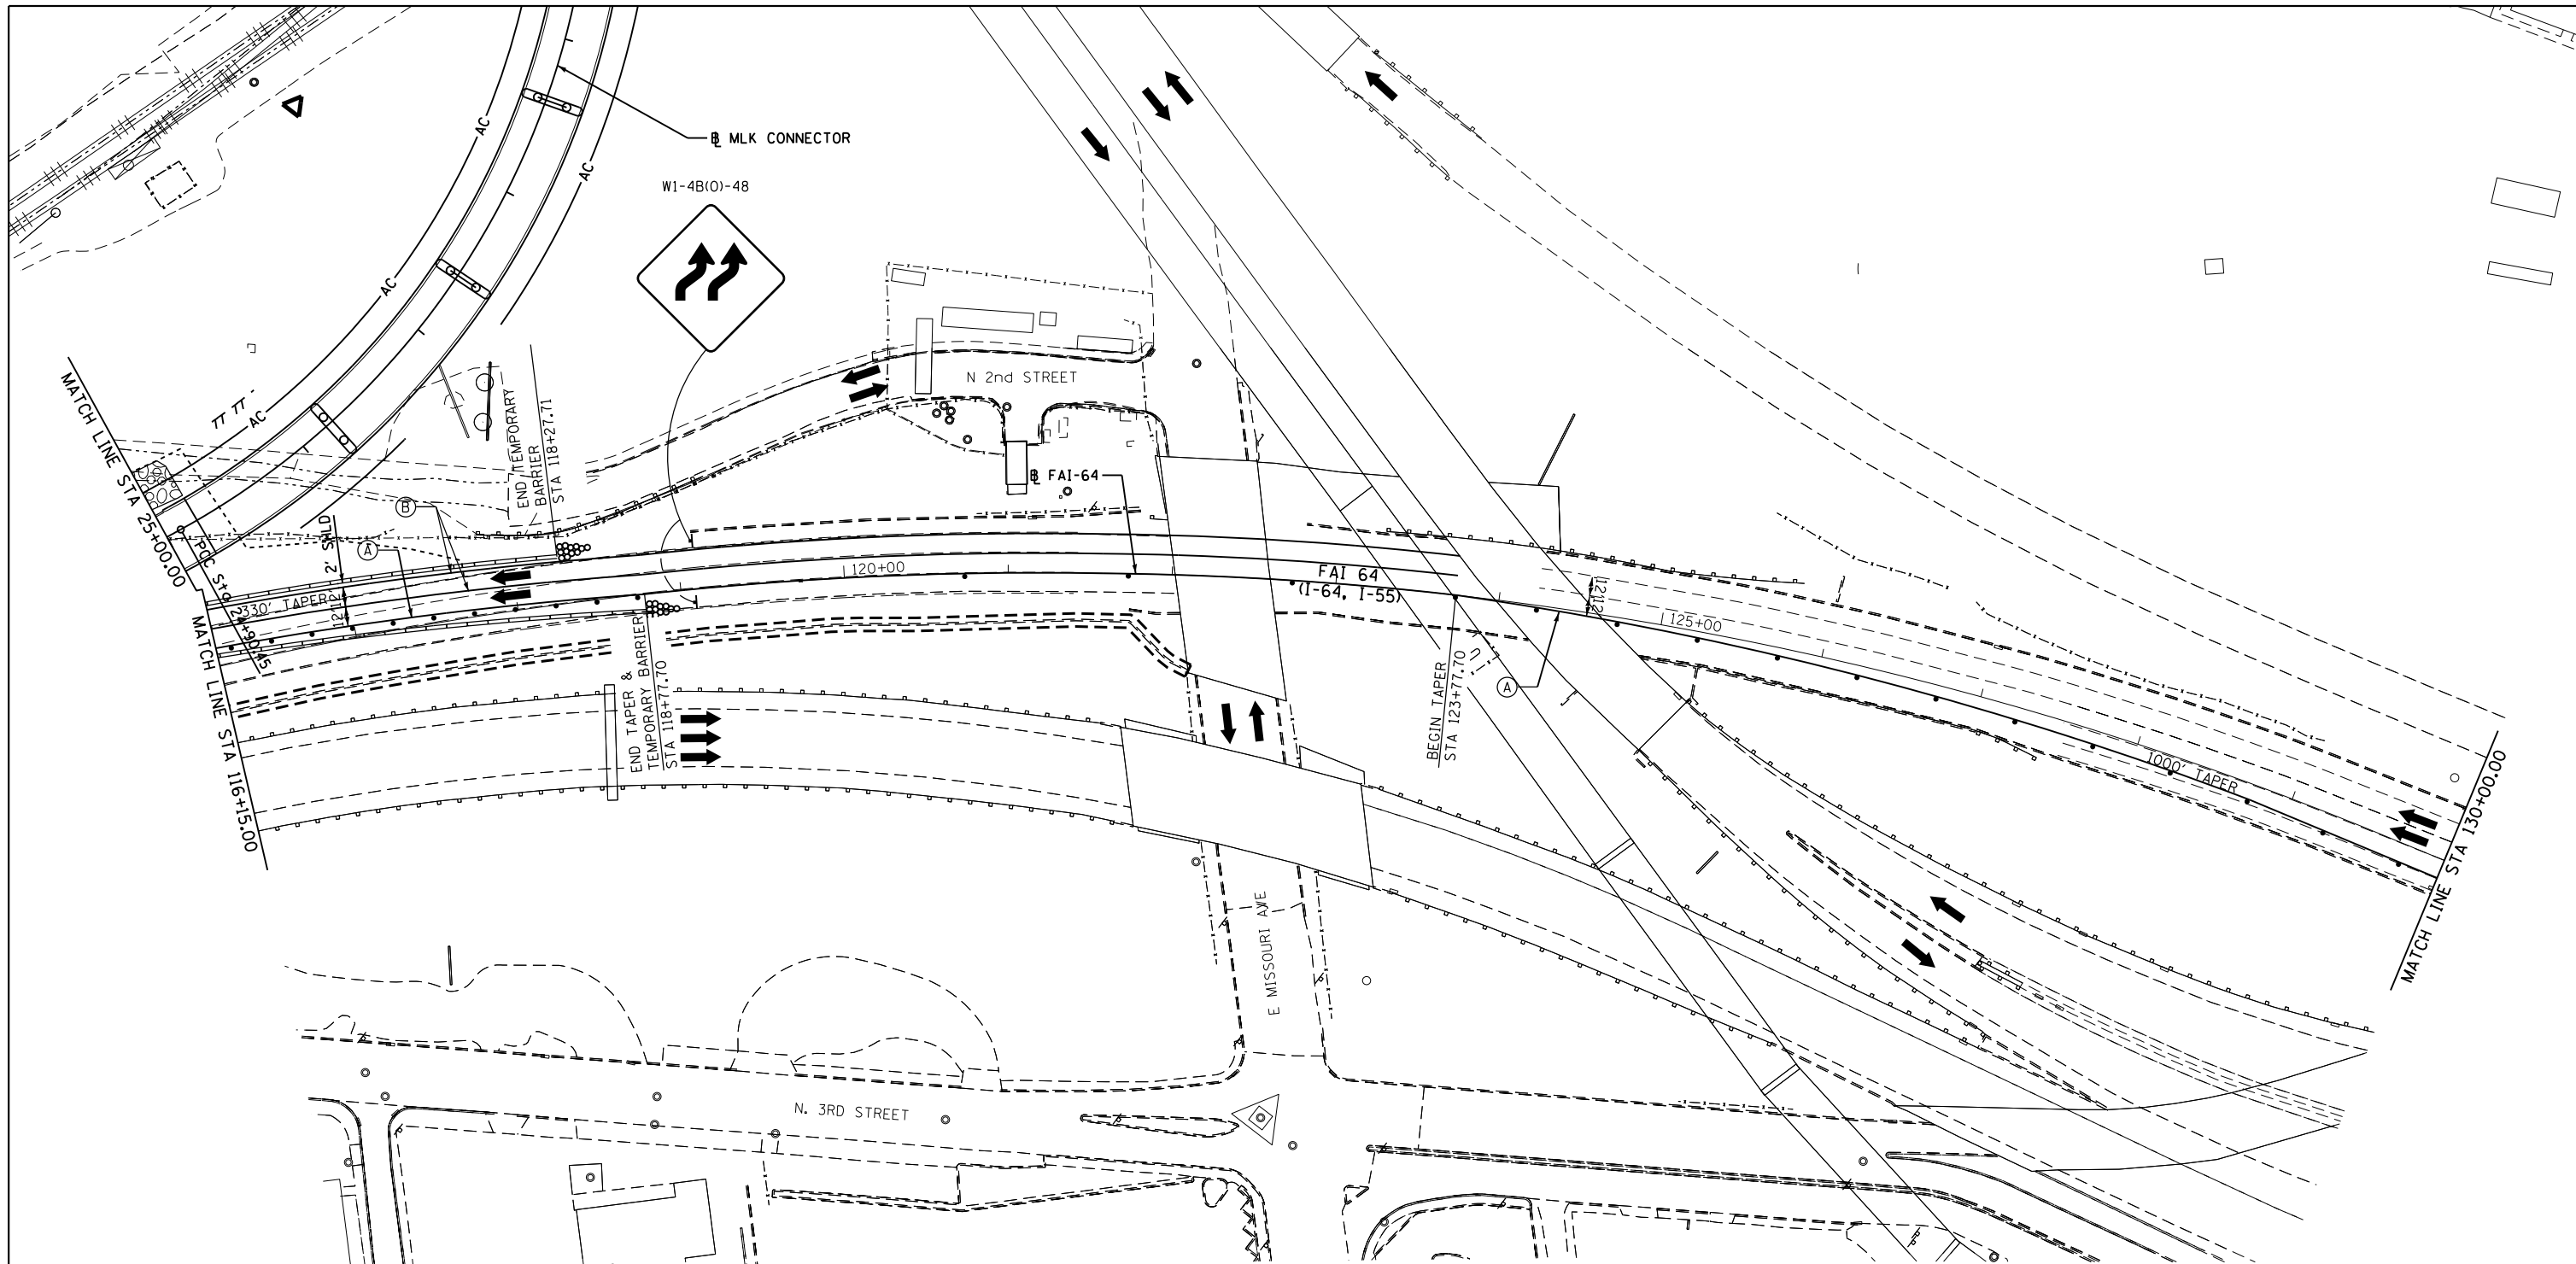 ℄ MLK CONNECTOR
W1-4B(O)-48
AC
AC
AC
AC
MATCH LINE STA 25+00.00
PCC Sta 24+90.45
2' SHLD
A
B
END TEMPORARY
BARRIER
STA 118+27.71
N 2nd STREET
FAI-64
330' TAPER
12'
12'
120+00
FAI 64
(I-64, I-55)
12'
12'
125+00
1000' TAPER
MATCH LINE STA 116+15.00
END TAPER &
TEMPORARY BARRIER
STA 118+77.70
BEGIN TAPER
STA 123+77.70
A
MATCH LINE STA 130+00.00
E MISSOURI AVE
N. 3RD STREET